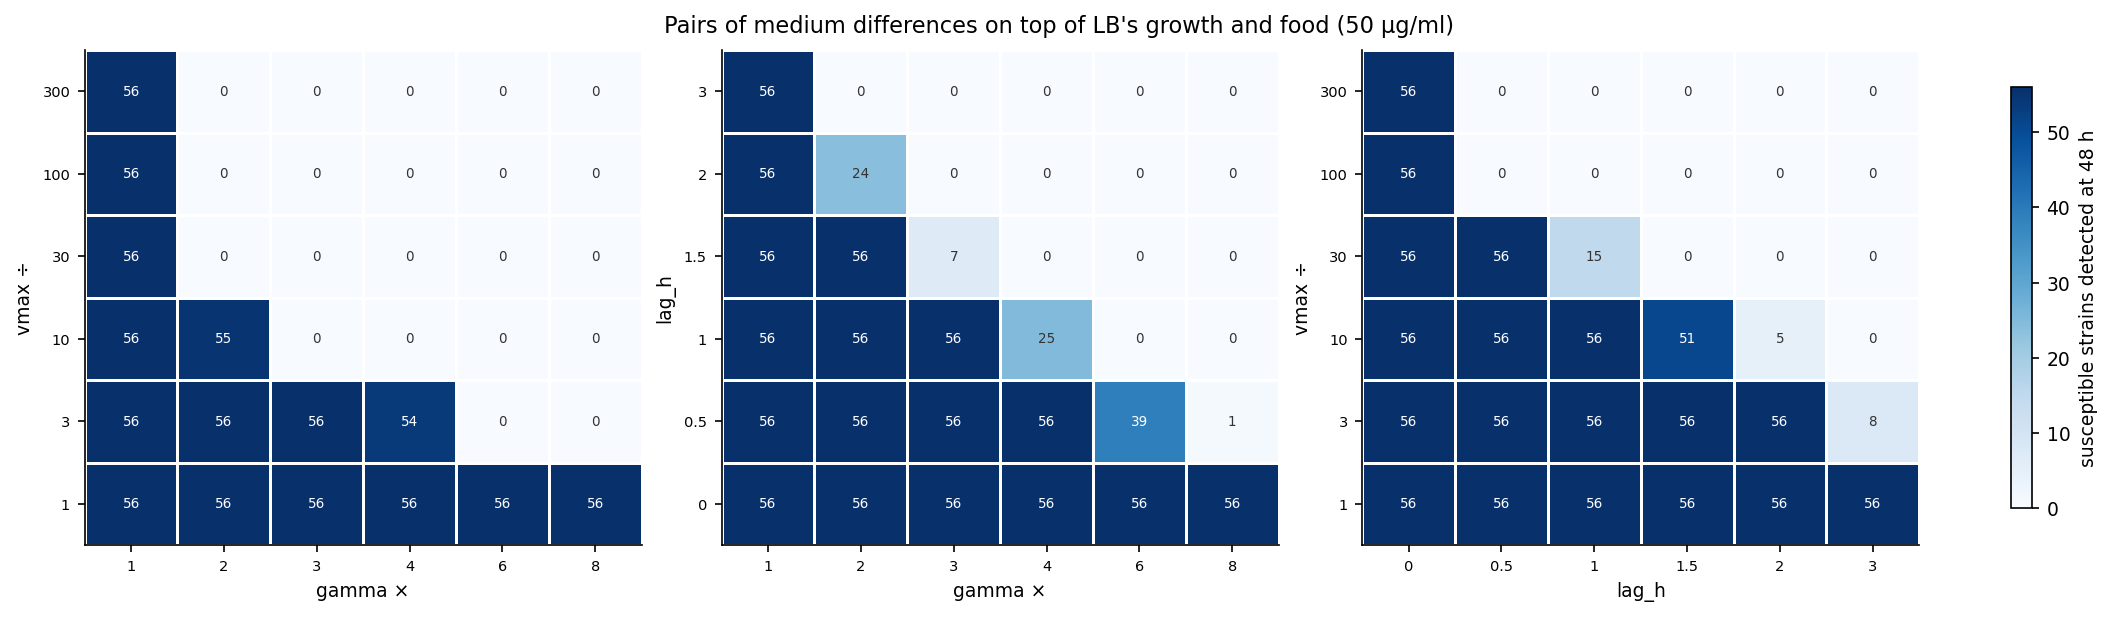 Pairs of medium differences on top of LB's growth and food (50 µg/ml)
vmax ÷
300 56 0 0 0 0 0
100 56 0 0 0 0 0
30 56 0 0 0 0 0
10 56 55 0 0 0 0
3 56 56 56 54 0 0
1 56 56 56 56 56 56
1 2 3 4 6 8
gamma ×
lag_h
3 56 0 0 0 0 0
2 56 24 0 0 0 0
1.5 56 56 7 0 0 0
1 56 56 56 25 0 0
0.5 56 56 56 56 39 1
0 56 56 56 56 56 56
1 2 3 4 6 8
gamma ×
vmax ÷
300 56 0 0 0 0 0
100 56 0 0 0 0 0
30 56 56 15 0 0 0
10 56 56 56 51 5 0
3 56 56 56 56 56 8
1 56 56 56 56 56 56
0 0.5 1 1.5 2 3
lag_h
50
40
30
20
10
0
susceptible strains detected at 48 h